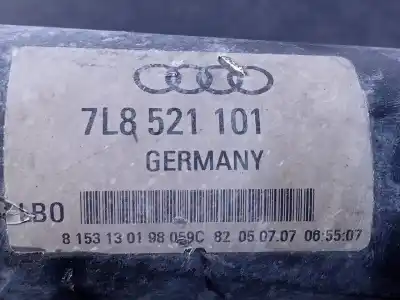 7L8 521 101
GERMANY
LBO
8 153 13 01 98 059C 82 05.07.07 06:55:07